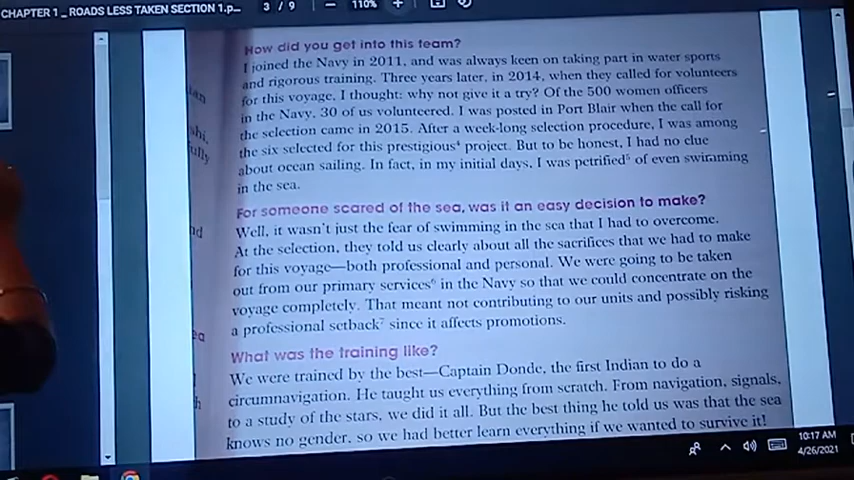 CHAPTER 1 _ ROADS LESS TAKEN SECTION 1.p... 3 / 9 — 110% +
How did you get into this team?
I joined the Navy in 2011, and was always keen on taking part in water sports
and rigorous training. Three years later, in 2014, when they called for volunteers
for this voyage, I thought: why not give it a try? Of the 500 women officers
in the Navy, 30 of us volunteered. I was posted in Port Blair when the call for
the selection came in 2015. After a week-long selection procedure, I was among
the six selected for this prestigious⁴ project. But to be honest, I had no clue
about ocean sailing. In fact, in my initial days, I was petrified⁵ of even swimming
in the sea.
For someone scared of the sea, was it an easy decision to make?
Well, it wasn't just the fear of swimming in the sea that I had to overcome.
At the selection, they told us clearly about all the sacrifices that we had to make
for this voyage—both professional and personal. We were going to be taken
out from our primary services⁶ in the Navy so that we could concentrate on the
voyage completely. That meant not contributing to our units and possibly risking
a professional setback⁷ since it affects promotions.
What was the training like?
We were trained by the best—Captain Donde, the first Indian to do a
circumnavigation. He taught us everything from scratch. From navigation, signals,
to a study of the stars, we did it all. But the best thing he told us was that the sea
knows no gender, so we had better learn everything if we wanted to survive it!
10:17 AM
4/26/2021